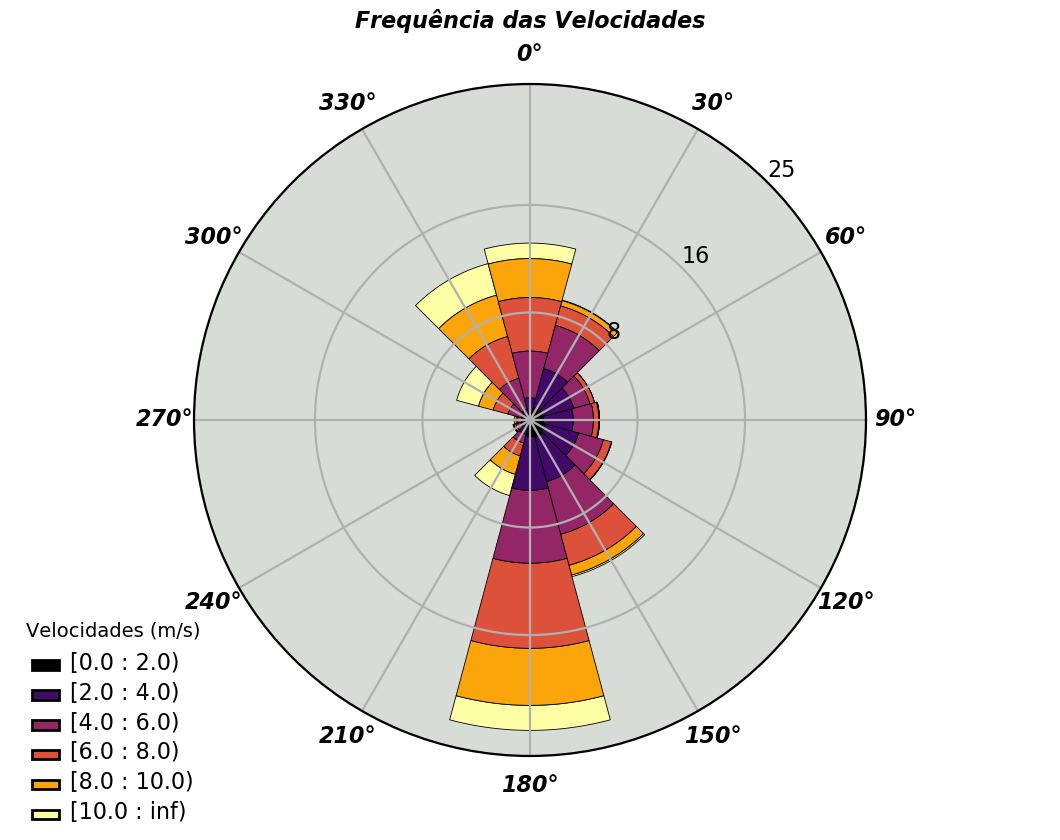 Frequência das Velocidades
0°
330°
30°
25
300°
60°
16
8
270°
90°
240°
120°
210°
150°
180°
Velocidades (m/s)
[0.0 : 2.0)
[2.0 : 4.0)
[4.0 : 6.0)
[6.0 : 8.0)
[8.0 : 10.0)
[10.0 : inf)